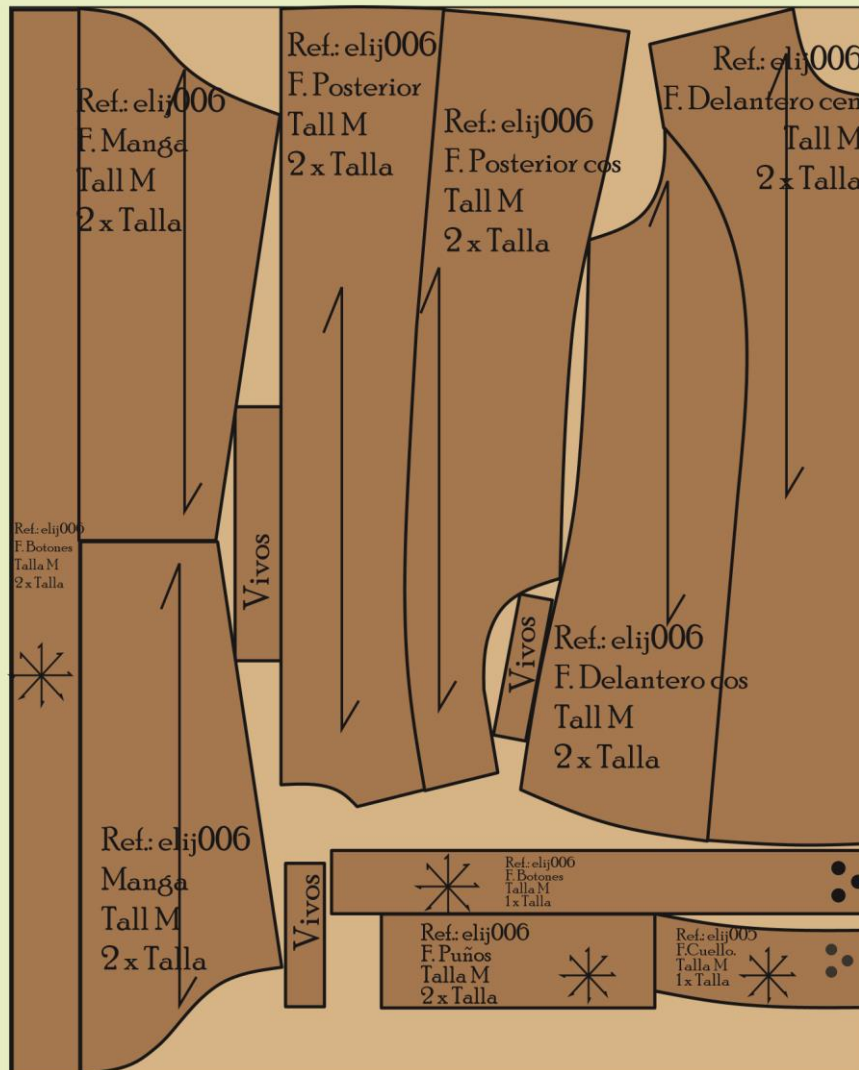 Ref.: elij006
F. Manga
Tall M
2 x Talla
Ref.: elij006
F. Posterior
Tall M
2 x Talla
Ref.: elij006
F. Posterior cos
Tall M
2 x Talla
Ref.: elij006
F. Delantero cen
Tall M
2 x Talla
Ref.: elij006
F. Botones
Talla M
2 x Talla
Vivos
Vivos
Ref.: elij006
F. Delantero cos
Tall M
2 x Talla
Ref.: elij006
Manga
Tall M
2 x Talla
Vivos
Ref.: elij006
F. Botones
Talla M
1 x Talla
Ref.: elij006
F. Puños
Talla M
2 x Talla
Ref.: elij005
F.Cuello.
Talla M
1 x Talla